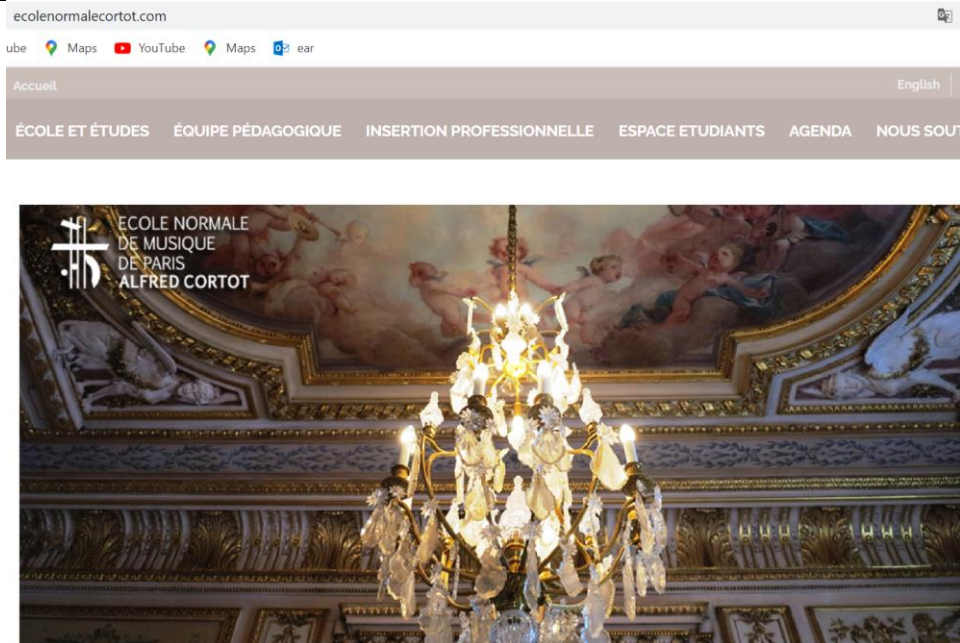 ecolenormalecortot.com
ube Maps YouTube Maps ear
Accueil English
ÉCOLE ET ÉTUDES ÉQUIPE PÉDAGOGIQUE INSERTION PROFESSIONNELLE ESPACE ETUDIANTS AGENDA NOUS SOUT
ECOLE NORMALE
DE MUSIQUE
DE PARIS
ALFRED CORTOT